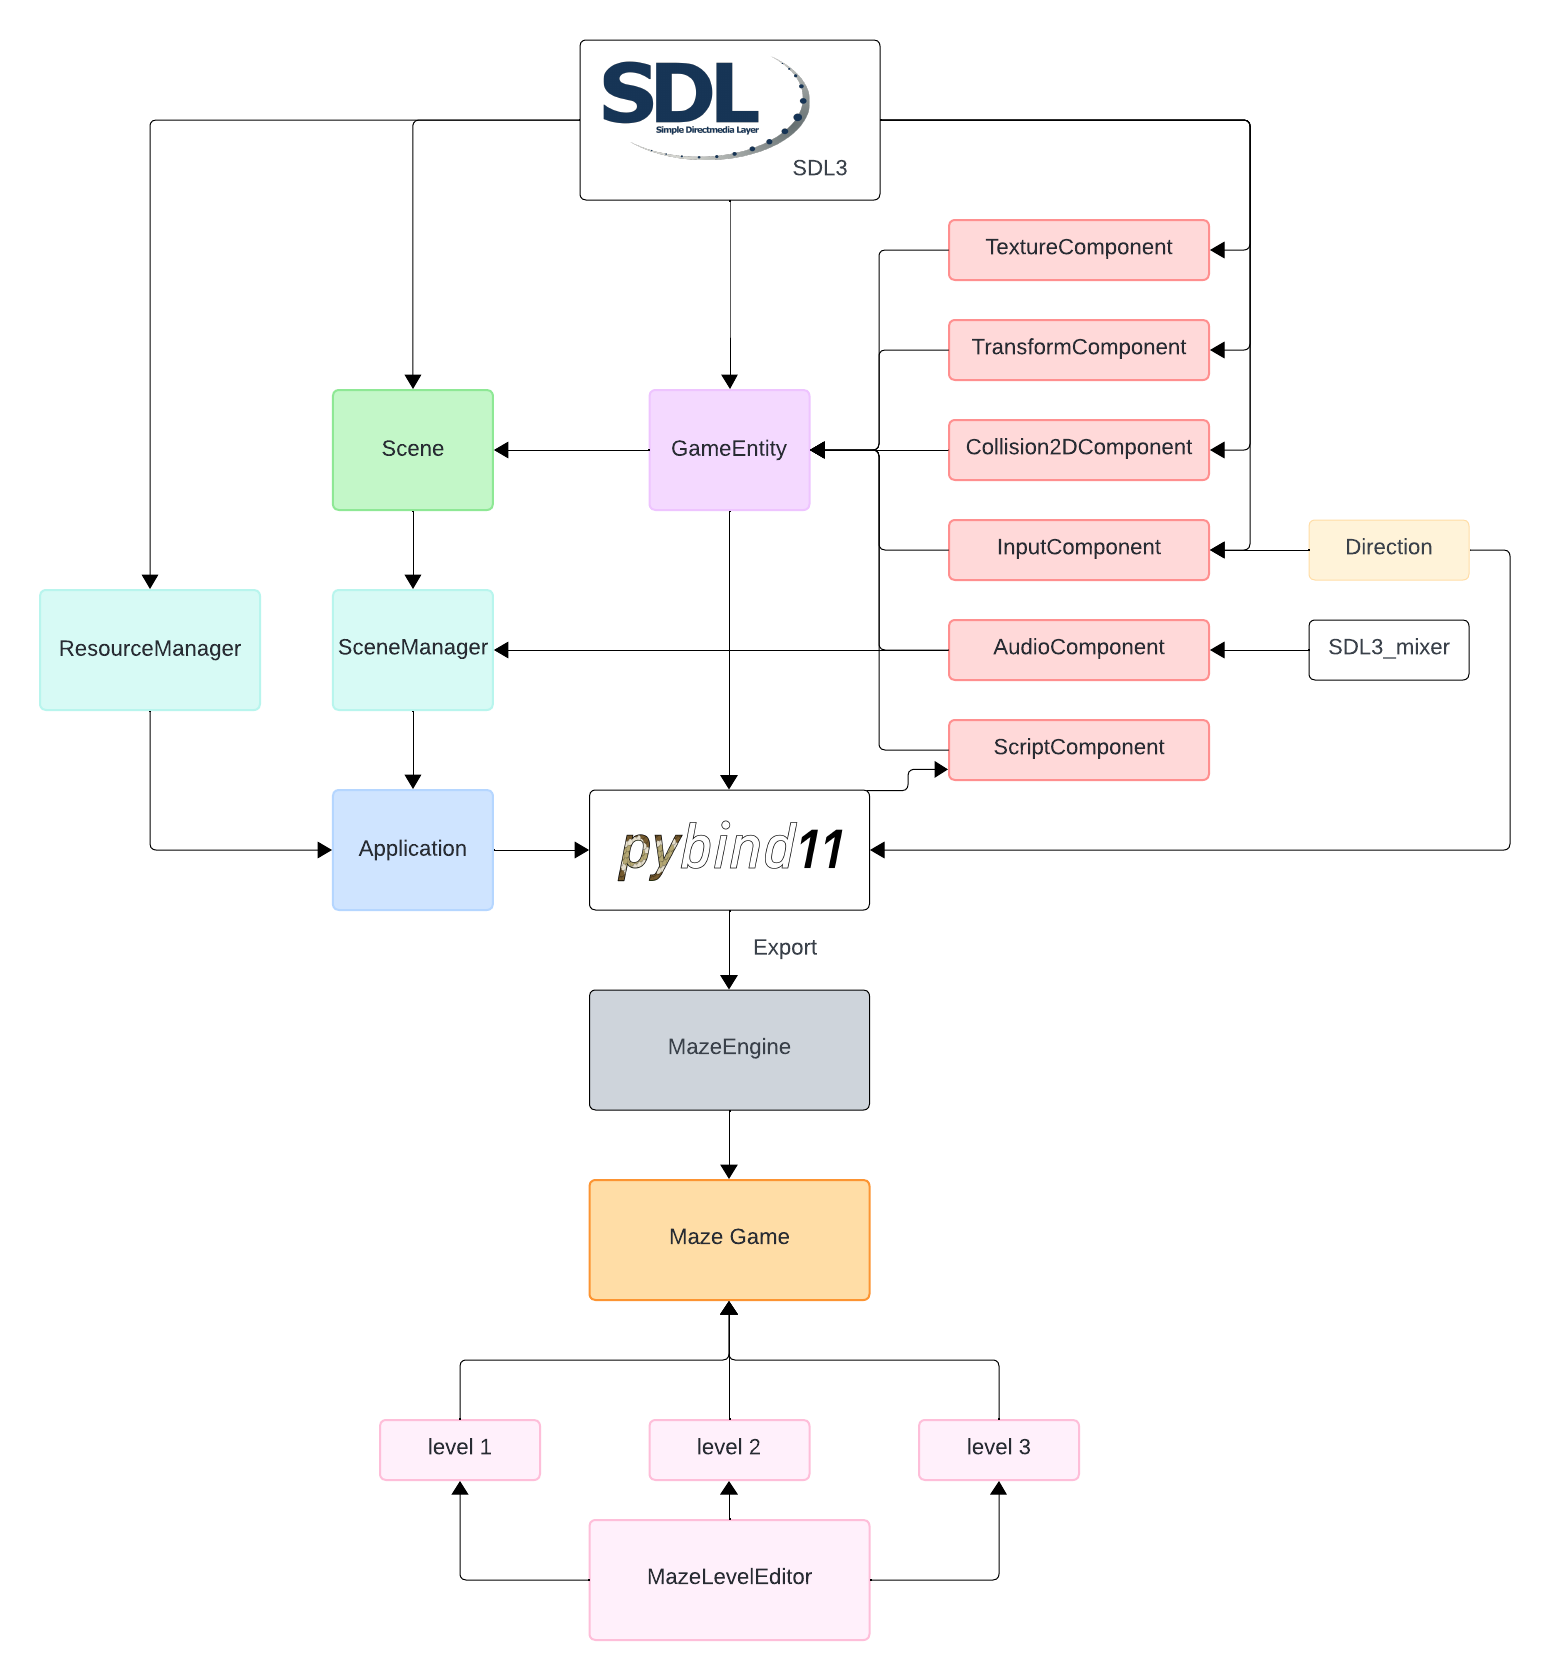 SDL
Simple Directmedia Layer
SDL3
TextureComponent
TransformComponent
Scene
GameEntity
Collision2DComponent
InputComponent
Direction
ResourceManager
SceneManager
AudioComponent
SDL3_mixer
ScriptComponent
Application
pybind11
Export
MazeEngine
Maze Game
level 1
level 2
level 3
MazeLevelEditor